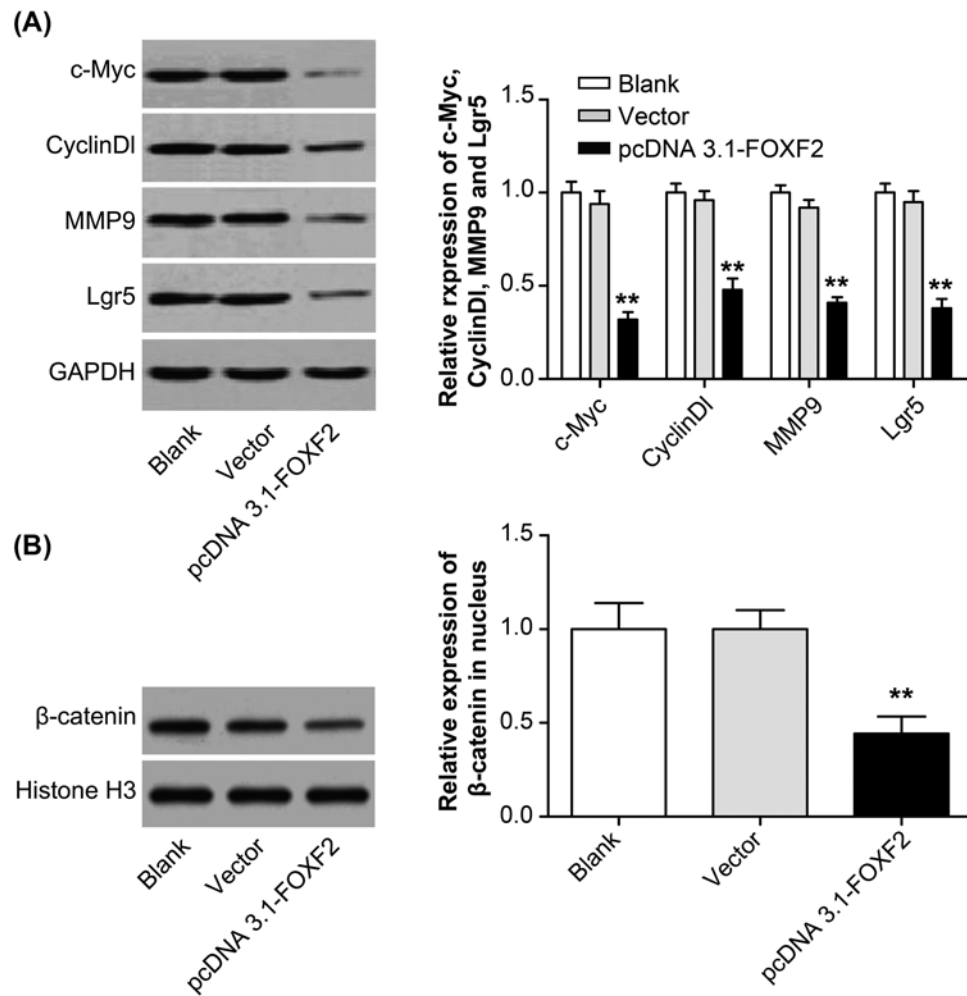 (A)
c-Myc
CyclinDl
MMP9
Lgr5
GAPDH
Blank
Vector
pcDNA 3.1-FOXF2
Relative rxpression of c-Myc,
CyclinDl, MMP9 and Lgr5
1.5
1.0
0.5
0.0
Blank
Vector
pcDNA 3.1-FOXF2
**
**
**
**
c-Myc
CyclinDl
MMP9
Lgr5
(B)
β-catenin
Histone H3
Blank
Vector
pcDNA 3.1-FOXF2
Relative expression of
β-catenin in nucleus
1.5
1.0
0.5
0.0
**
Blank
Vector
pcDNA 3.1-FOXF2